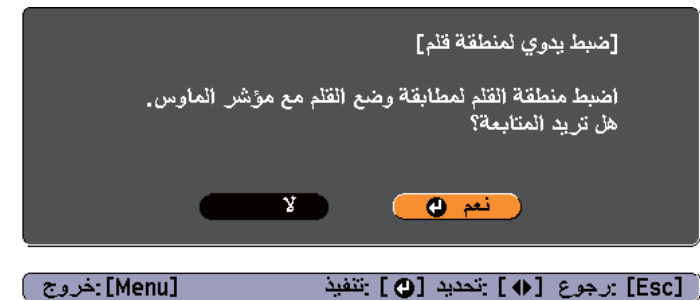 [ضبط يدوي لمنطقة قلم]
اضبط منطقة القلم لمطابقة وضع القلم مع مؤشر الماوس.
هل تريد المتابعة؟
نعم لا
[Esc] :رجوع [◆] :تحديد [↵] :تنفيذ [Menu] :خروج